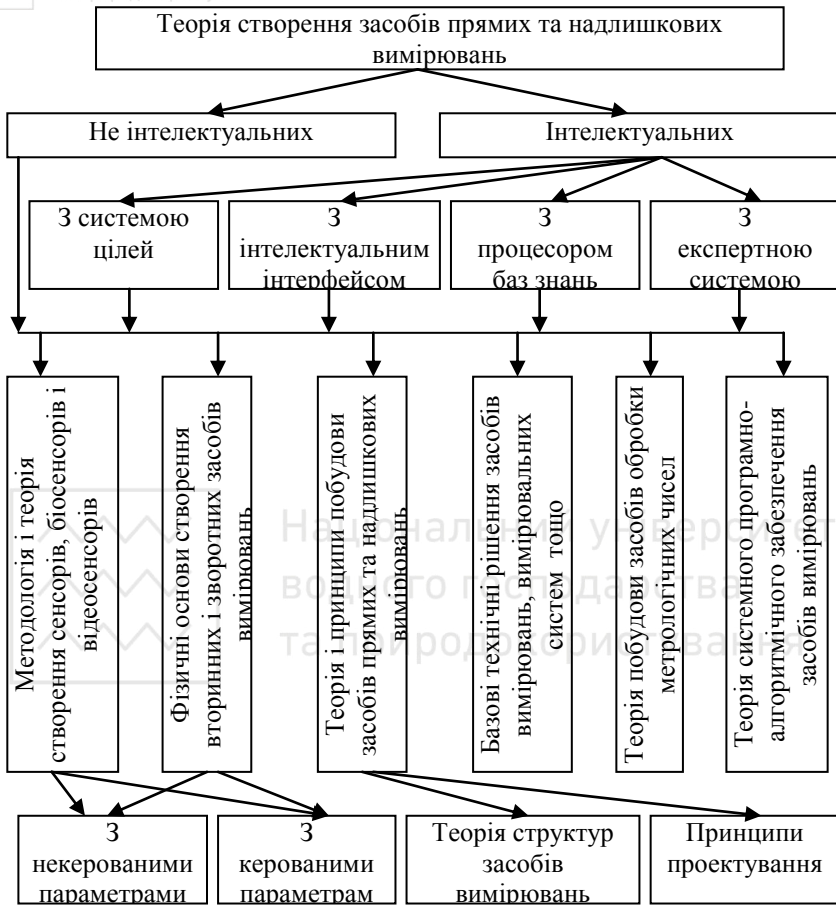 Теорія створення засобів прямих та надлишкових
вимірювань
Не інтелектуальних
Інтелектуальних
З системою
цілей
З
інтелектуальним
інтерфейсом
З
процесором
баз знань
З
експертною
системою
Методологія і теорія
створення сенсорів, біосенсорів і
відеосенсорів
Фізичні основи створення
вторинних і зворотних засобів
вимірювань
Теорія і принципи побудови
засобів прямих та надлишкових
вимірювань
Базові технічні рішення засобів
вимірювань, вимірювальних
систем тощо
Теорія побудови засобів обробки
метрологічних чисел
Теорія системного програмно-
алгоритмічного забезпечення
засобів вимірювань
Національний університет
водного господарства
та природокористування
З
некерованими
параметрами
З
керованими
параметрам
Теорія структур
засобів
вимірювань
Принципи
проектування